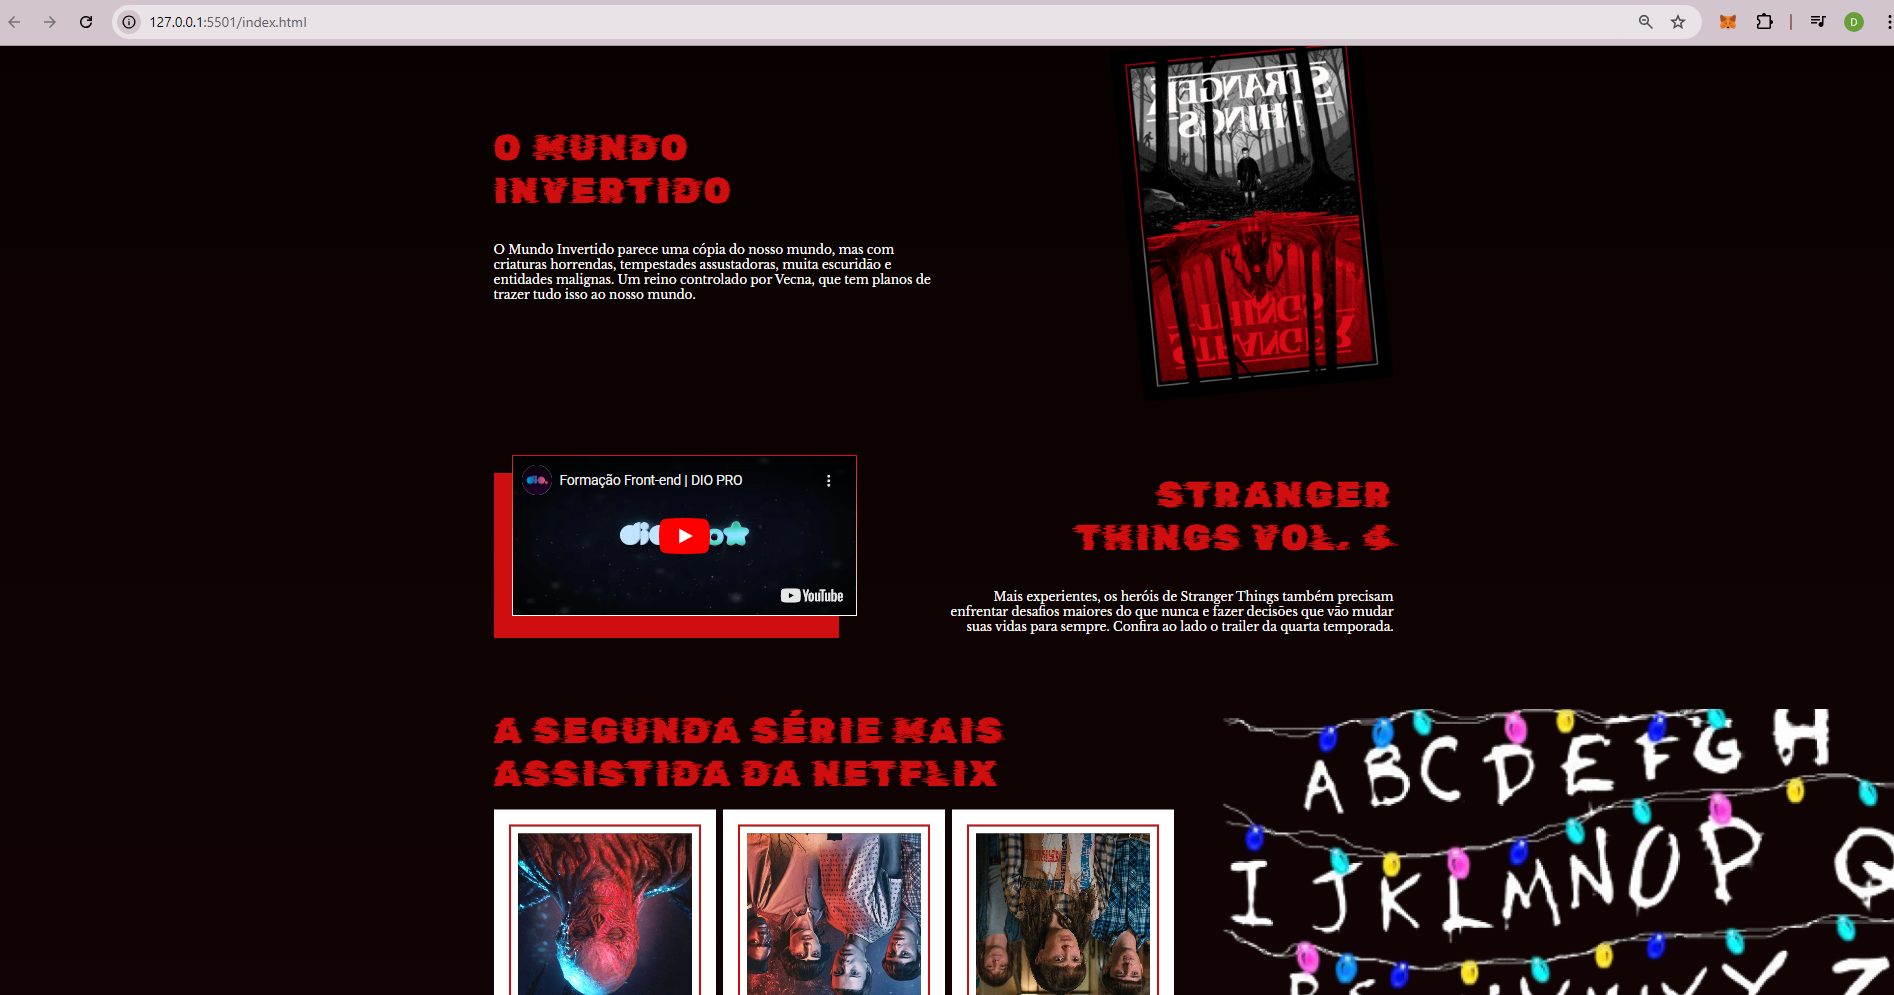 127.0.0.1:5501/index.html
D
STRANGER
THINGS
O MUNDO
INVERTIDO
O Mundo Invertido parece uma cópia do nosso mundo, mas com
criaturas horrendas, tempestades assustadoras, muita escuridão e
entidades malignas. Um reino controlado por Vecna, que tem planos de
trazer tudo isso ao nosso mundo.
THINGS
STRANGER
dio.
Formação Front-end | DIO PRO
YouTube
STRANGER
THINGS VOL. 4
Mais experientes, os heróis de Stranger Things também precisam
enfrentar desafios maiores do que nunca e fazer decisões que vão mudar
suas vidas para sempre. Confira ao lado o trailer da quarta temporada.
A SEGUNDA SÉRIE MAIS
ASSISTIDA DA NETFLIX
A B C D E F G H
I J K L M N O P Q